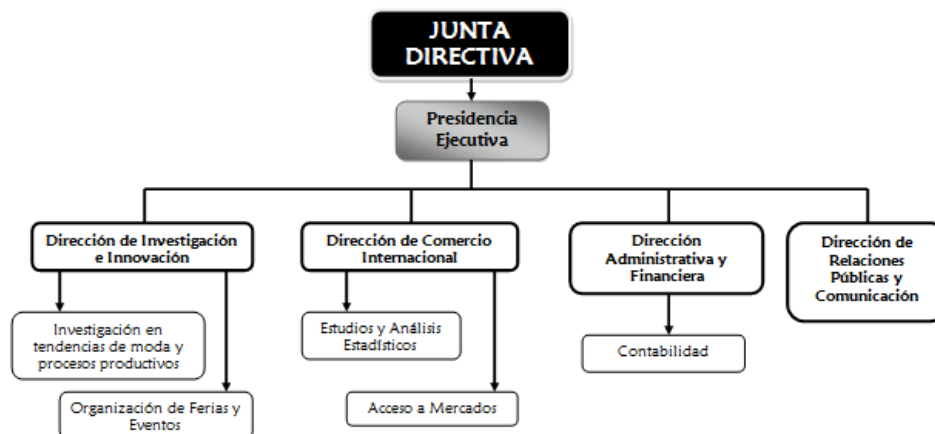 JUNTA
DIRECTIVA
Presidencia
Ejecutiva
Dirección de Investigación
e Innovación
Dirección de Comercio
Internacional
Dirección
Administrativa y
Financiera
Dirección de
Relaciones
Públicas y
Comunicación
Investigación en
tendencias de moda y
procesos productivos
Estudios y Análisis
Estadísticos
Contabilidad
Organización de Ferias y
Eventos
Acceso a Mercados